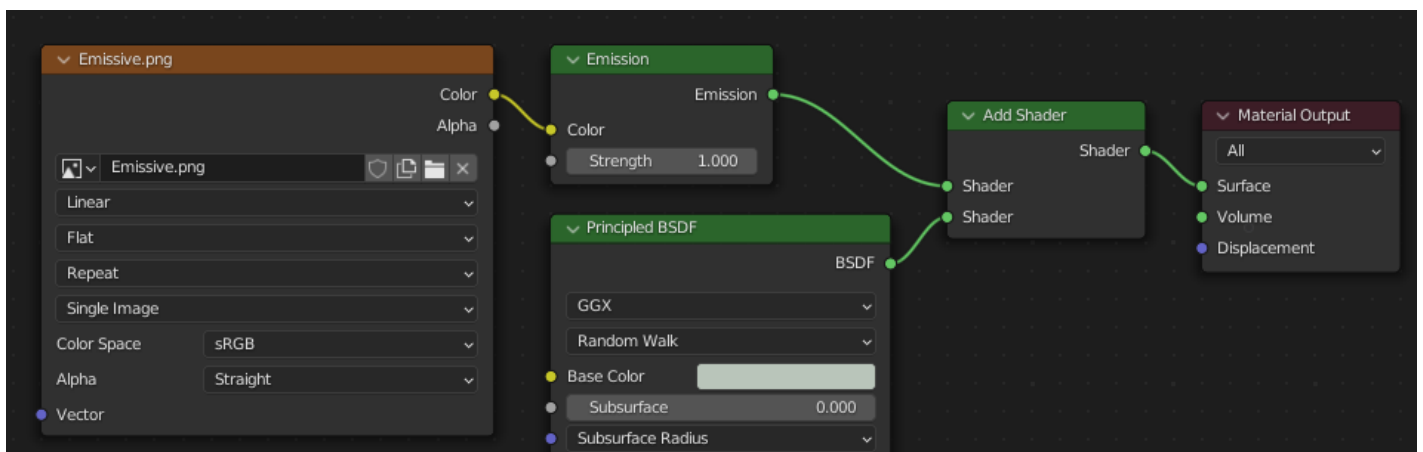 Emissive.png
Color
Alpha
Emissive.png
Linear
Flat
Repeat
Single Image
Color Space sRGB
Alpha Straight
Vector
Emission
Emission
Color
Strength 1.000
Principled BSDF
BSDF
GGX
Random Walk
Base Color
Subsurface 0.000
Subsurface Radius
Add Shader
Shader
Shader
Shader
Material Output
All
Surface
Volume
Displacement